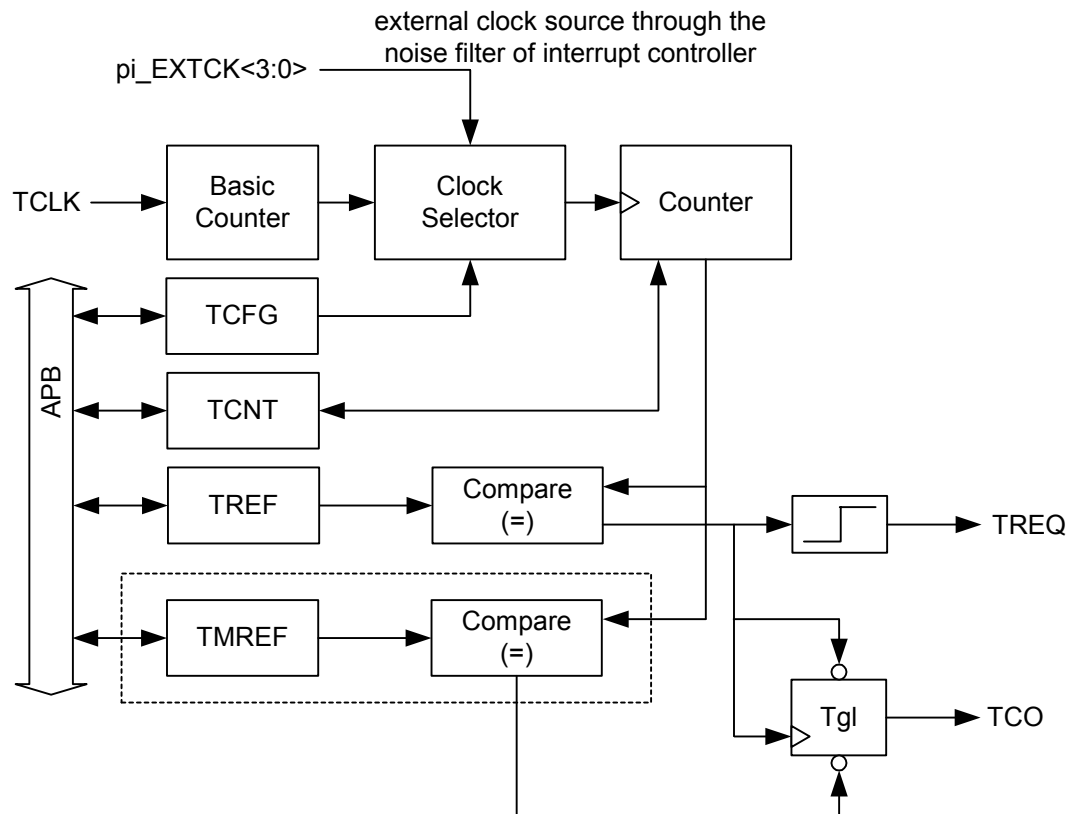 external clock source through the
noise filter of interrupt controller
pi_EXTCK<3:0>
TCLK
Basic
Counter
Clock
Selector
Counter
TCFG
APB
TCNT
TREF
Compare
(=)
TREQ
TMREF
Compare
(=)
Tgl
TCO